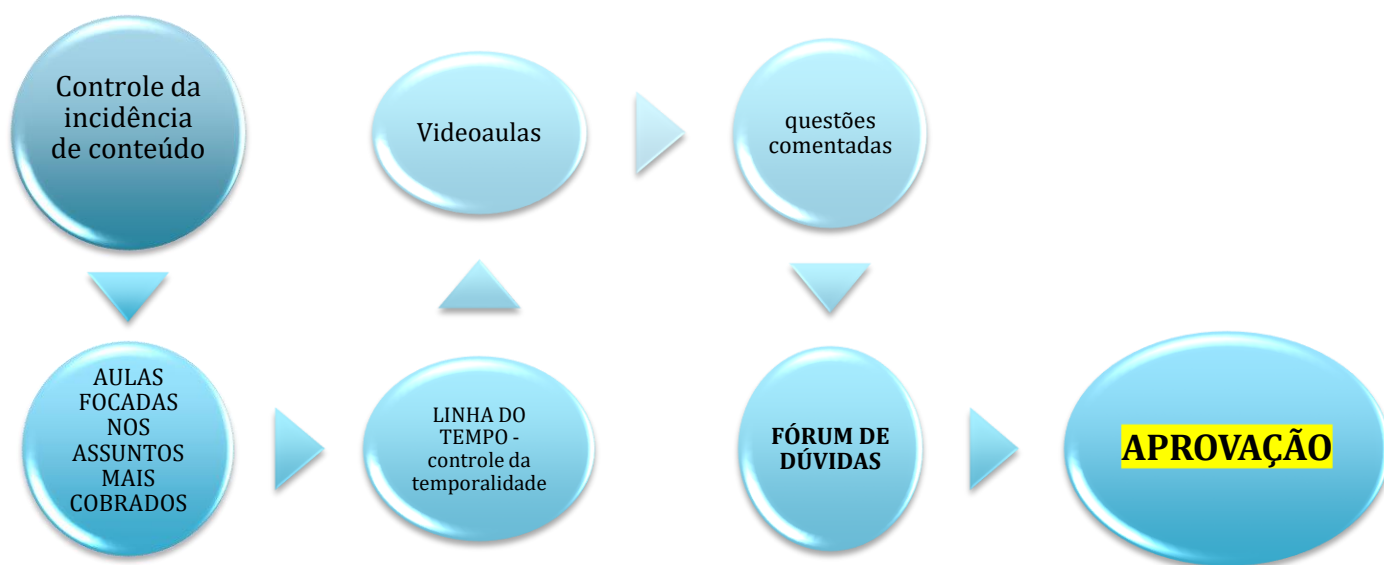 Controle da
incidência
de conteúdo
AULAS
FOCADAS
NOS
ASSUNTOS
MAIS
COBRADOS
LINHA DO
TEMPO -
controle da
temporalidade
Videoaulas
questões
comentadas
FÓRUM DE
DÚVIDAS
APROVAÇÃO